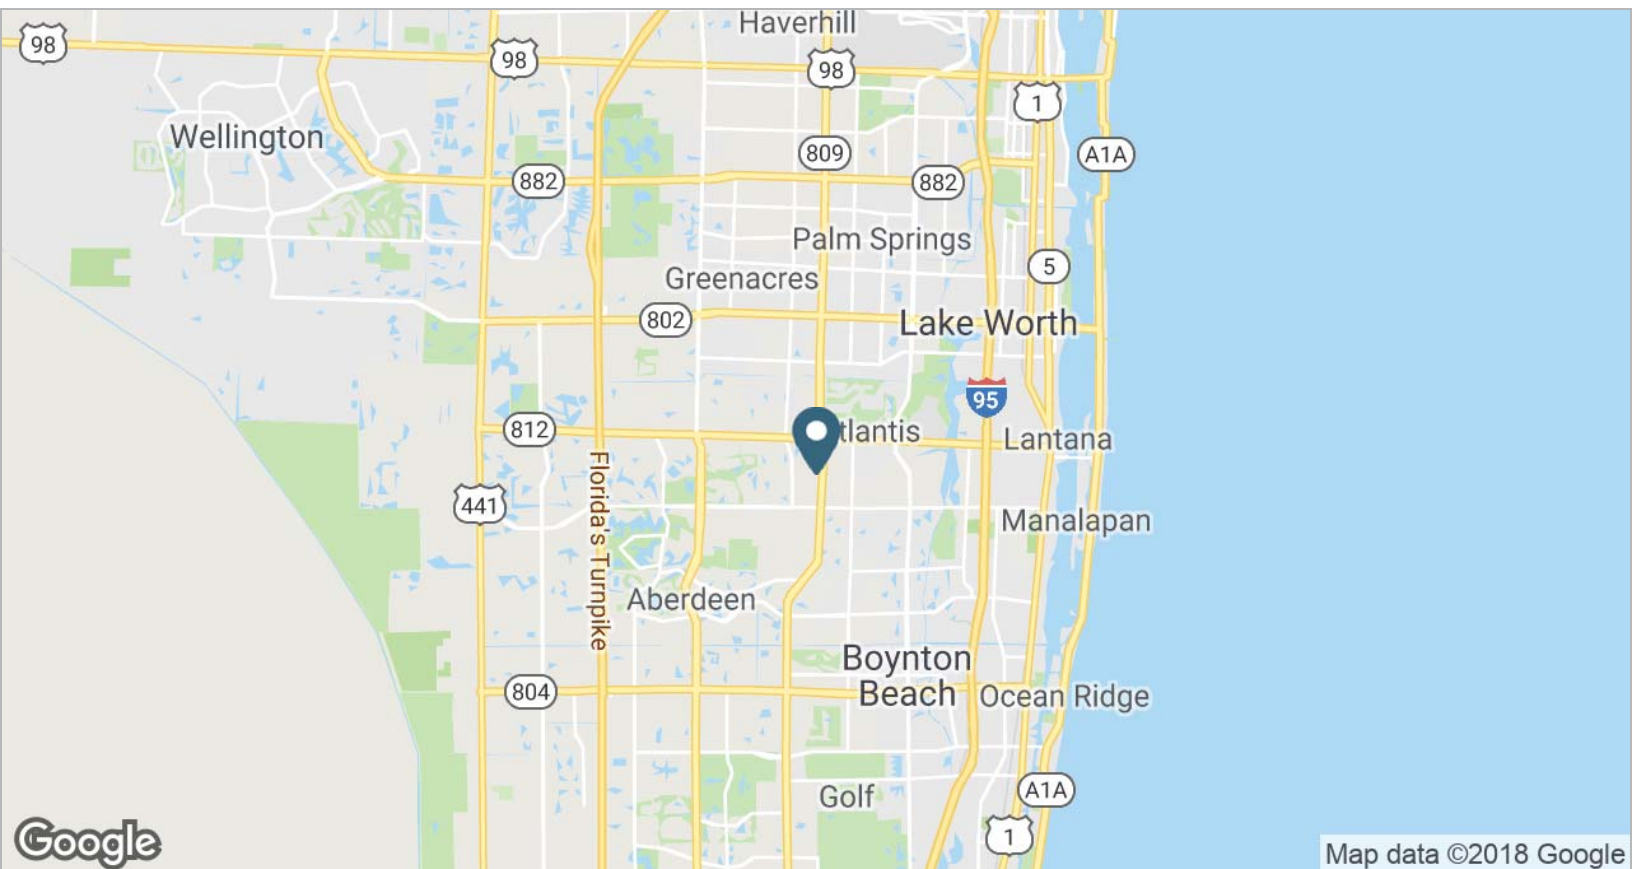 Haverhill
98
98
98
1
Wellington
809
A1A
882
882
Palm Springs
5
Greenacres
802
Lake Worth
95
812
tlantis
Lantana
441
Florida's Turnpike
Manalapan
Aberdeen
Boynton
Beach
Ocean Ridge
804
Golf
A1A
1
Google
Map data ©2018 Google